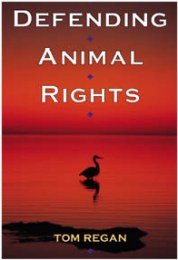 DEFENDING
ANIMAL
RIGHTS
TOM REGAN